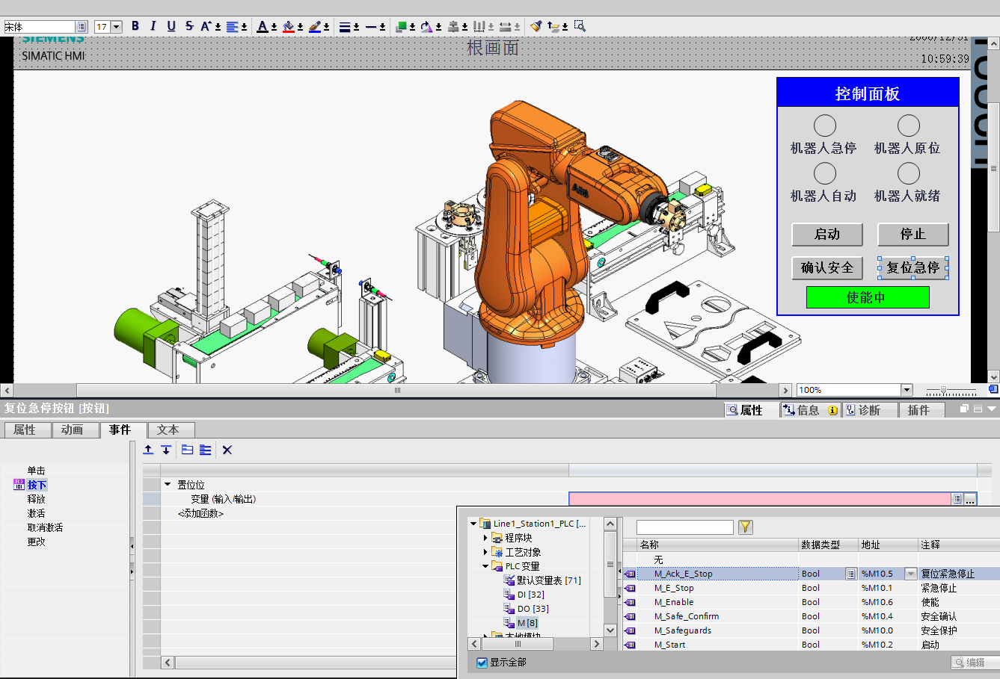 宋体 17 B I U S A A
SIEMENS
SIMATIC HMI
根画面
2000/12/31
10:59:39
TOUCH
控制面板
机器人急停 机器人原位
机器人自动 机器人就绪
启动 停止
确认安全 复位急停
使能中
ABB
100%
复位急停按钮 [按钮]
属性 信息 诊断 插件
属性 动画 事件 文本
单击
按下
释放
激活
取消激活
更改
置位位
变量 (输入/输出)
<添加函数>
...
Line1_Station1_PLC [...
程序块
工艺对象
PLC 变量
默认变量表 [71]
DI [32]
DO [33]
M [8]
本地模块
显示全部
名称 数据类型 地址 注释
无
M_Ack_E_Stop Bool %M10.5 复位紧急停止
M_E_Stop Bool %M10.1 紧急停止
M_Enable Bool %M10.6 使能
M_Safe_Confirm Bool %M10.4 安全确认
M_Safeguards Bool %M10.0 安全保护
M_Start Bool %M10.2 启动
编辑